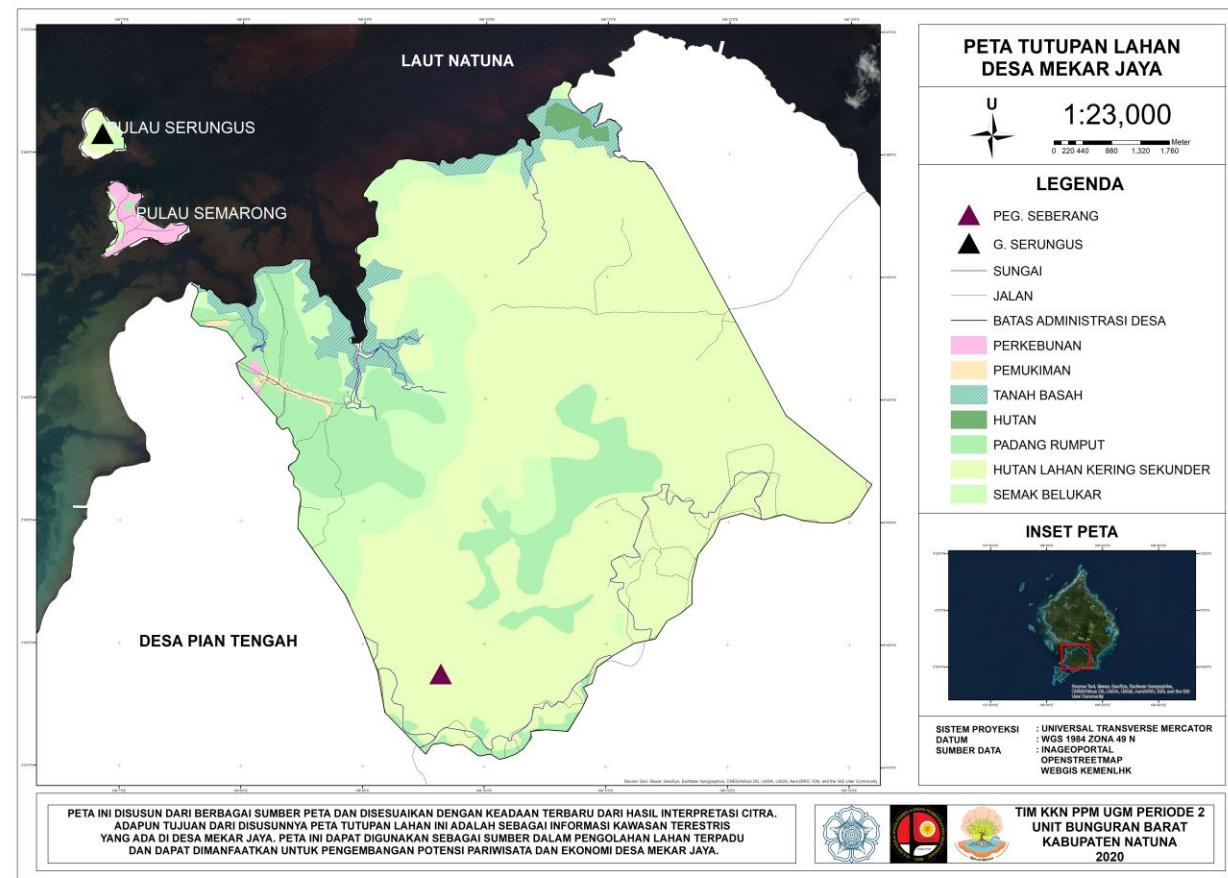 LAUT NATUNA
PULAU SERUNGUS
PULAU SEMARONG
DESA PIAN TENGAH
PETA TUTUPAN LAHAN
DESA MEKAR JAYA
U
1:23,000
Meter
0 220 440 880 1,320 1,760
LEGENDA
PEG. SEBERANG
G. SERUNGUS
SUNGAI
JALAN
BATAS ADMINISTRASI DESA
PERKEBUNAN
PEMUKIMAN
TANAH BASAH
HUTAN
PADANG RUMPUT
HUTAN LAHAN KERING SEKUNDER
SEMAK BELUKAR
INSET PETA
SISTEM PROYEKSI : UNIVERSAL TRANSVERSE MERCATOR
DATUM : WGS 1984 ZONA 49 N
SUMBER DATA : INAGEOPORTAL
OPENSTREETMAP
WEBGIS KEMENLHK
PETA INI DISUSUN DARI BERBAGAI SUMBER PETA DAN DISESUAIKAN DENGAN KEADAAN TERBARU DARI HASIL INTERPRETASI CITRA.
ADAPUN TUJUAN DARI DISUSUNNYA PETA TUTUPAN LAHAN INI ADALAH SEBAGAI INFORMASI KAWASAN TERESTRIS
YANG ADA DI DESA MEKAR JAYA. PETA INI DAPAT DIGUNAKAN SEBAGAI SUMBER DALAM PENGOLAHAN LAHAN TERPADU
DAN DAPAT DIMANFAATKAN UNTUK PENGEMBANGAN POTENSI PARIWISATA DAN EKONOMI DESA MEKAR JAYA.
TIM KKN PPM UGM PERIODE 2
UNIT BUNGURAN BARAT
KABUPATEN NATUNA
2020